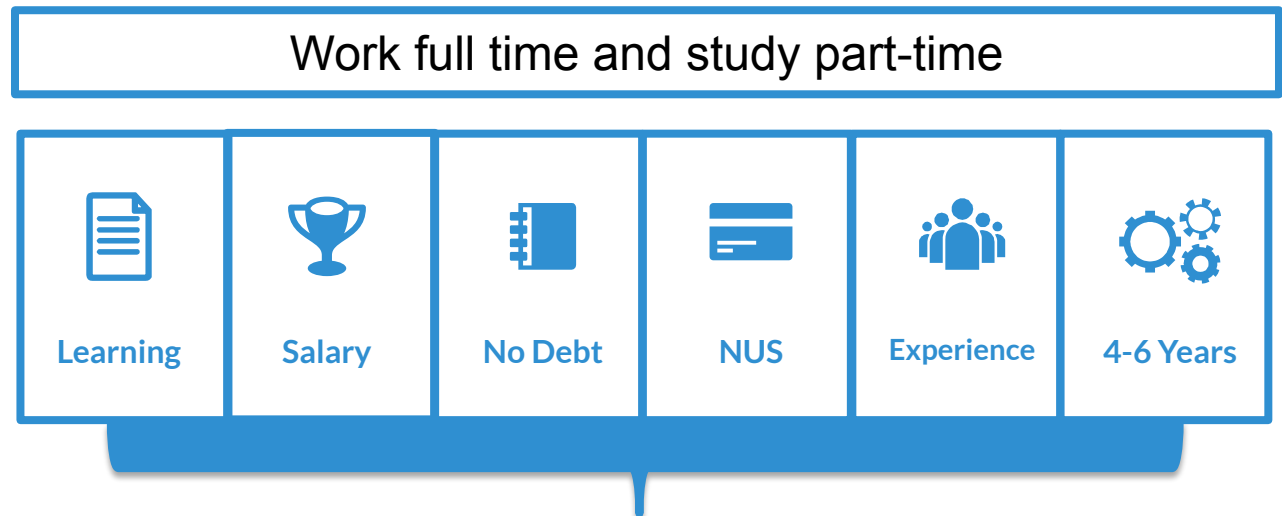 Work full time and study part-time
Learning
Salary
No Debt
NUS
Experience
4-6 Years